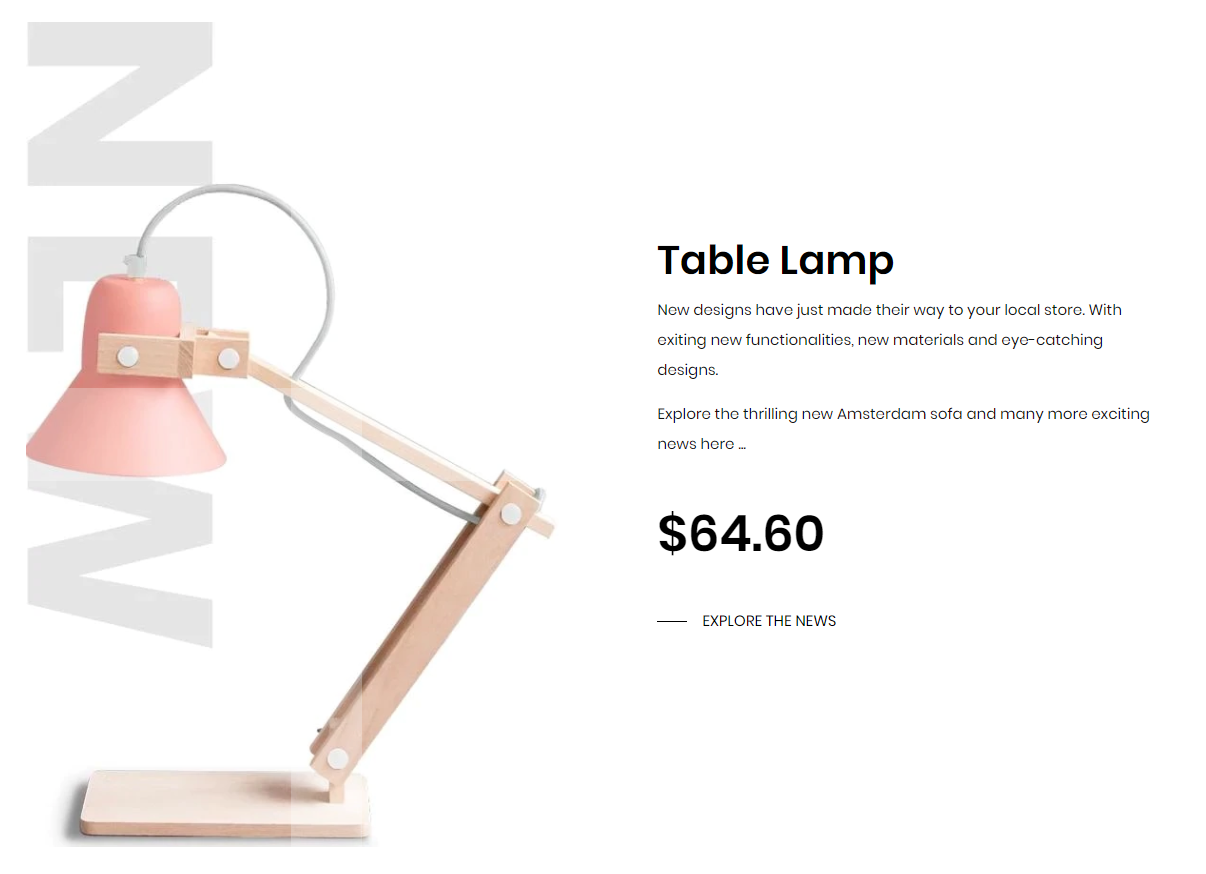 NEW
Table Lamp
New designs have just made their way to your local store. With
exiting new functionalities, new materials and eye-catching
designs.
Explore the thrilling new Amsterdam sofa and many more exciting
news here ...
$64.60
EXPLORE THE NEWS